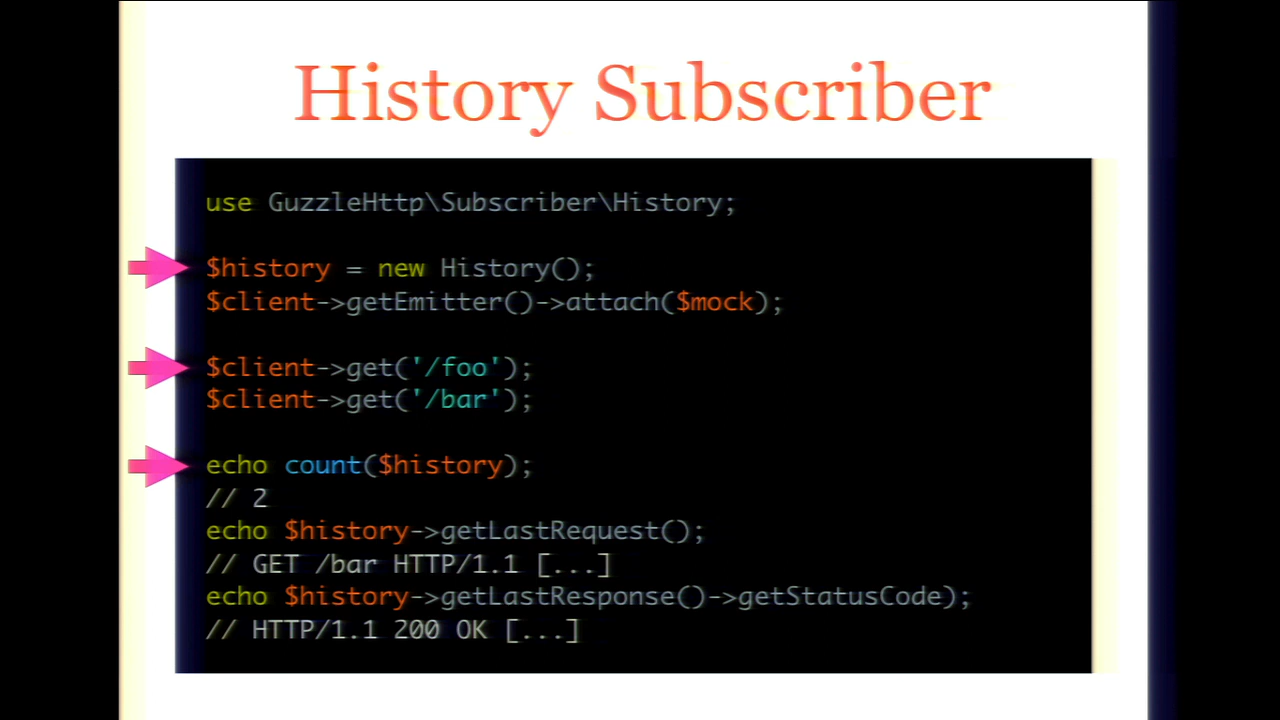 History Subscriber
use GuzzleHttp\Subscriber\History;
$history = new History();
$client->getEmitter()->attach($mock);
$client->get('/foo');
$client->get('/bar');
echo count($history);
// 2
echo $history->getLastRequest();
// GET /bar HTTP/1.1 [...]
echo $history->getLastResponse()->getStatusCode);
// HTTP/1.1 200 OK [...]